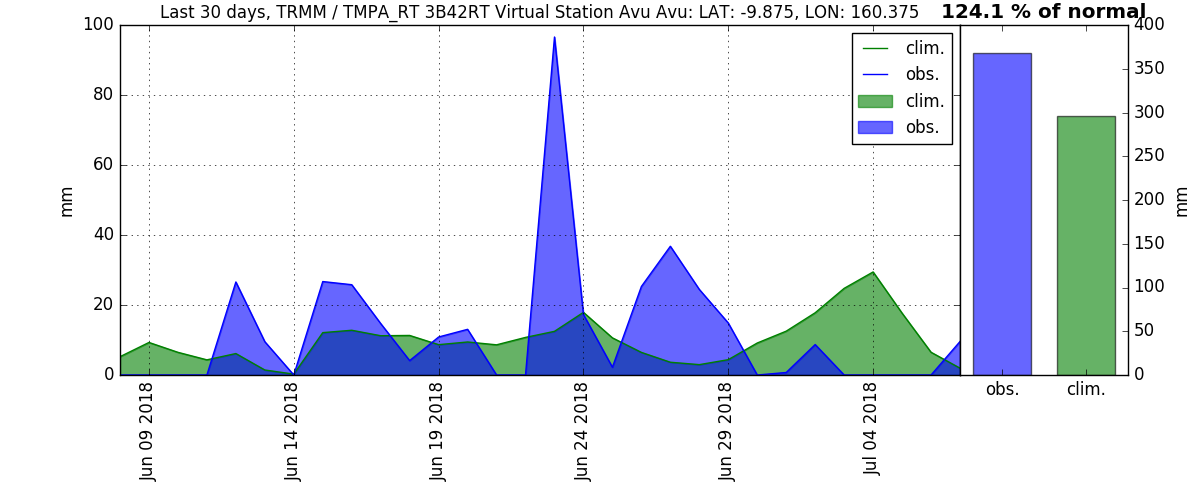 Last 30 days, TRMM / TMPA_RT 3B42RT Virtual Station Avu Avu: LAT: -9.875, LON: 160.375
124.1 % of normal
100
80
60
40
20
0
mm
clim.
obs.
clim.
obs.
400
350
300
250
200
150
100
50
0
mm
obs.
clim.
Jun 09 2018
Jun 14 2018
Jun 19 2018
Jun 24 2018
Jun 29 2018
Jul 04 2018